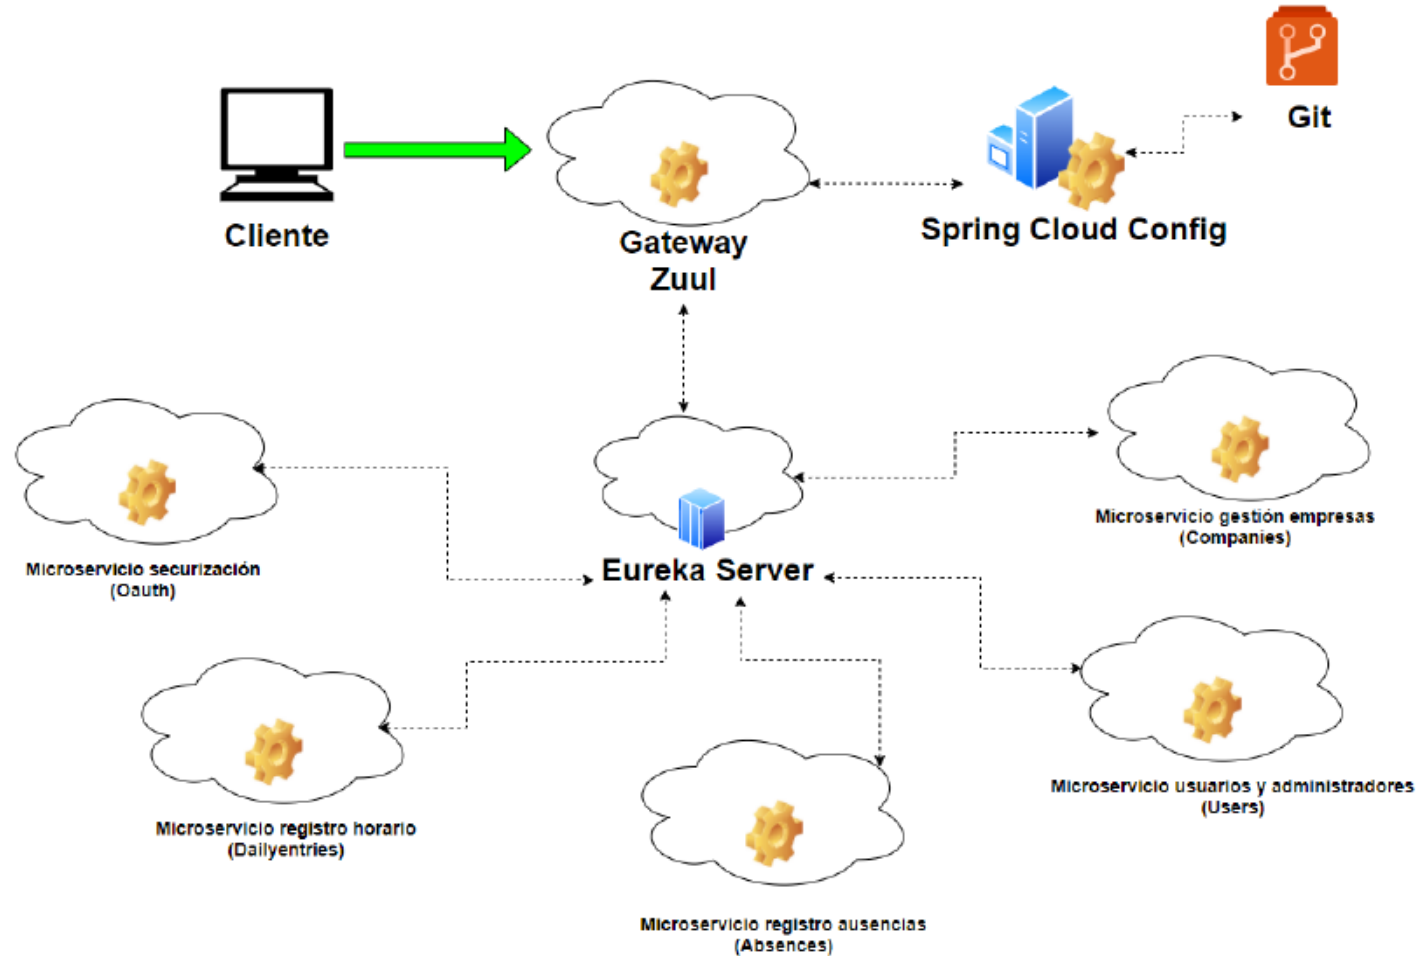 Git
Cliente
Gateway
Zuul
Spring Cloud Config
Microservicio gestión empresas
(Companies)
Microservicio securización
(Oauth)
Eureka Server
Microservicio usuarios y administradores
(Users)
Microservicio registro horario
(Dailyentries)
Microservicio registro ausencias
(Absences)